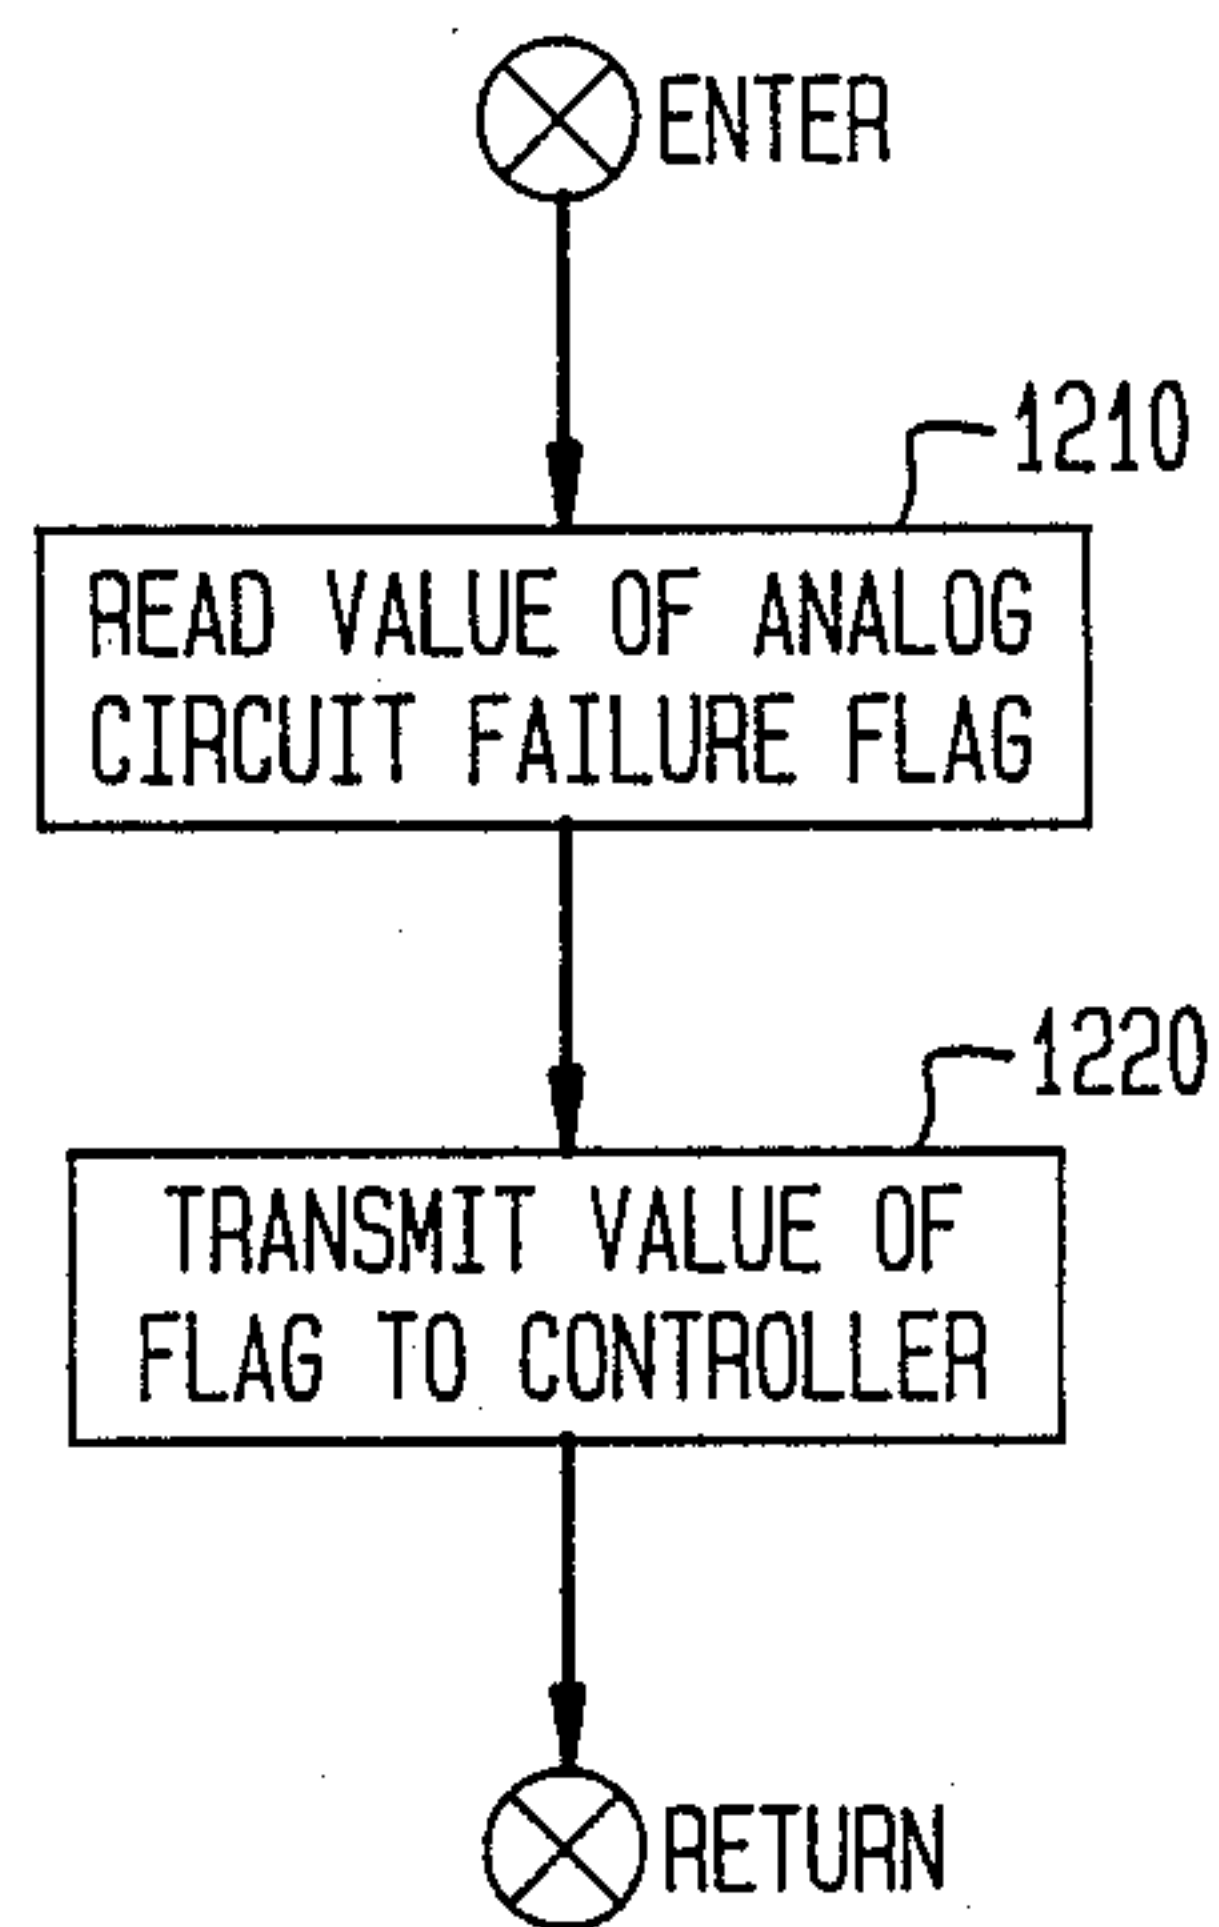 ENTER
1210
READ VALUE OF ANALOG
CIRCUIT FAILURE FLAG
1220
TRANSMIT VALUE OF
FLAG TO CONTROLLER
RETURN